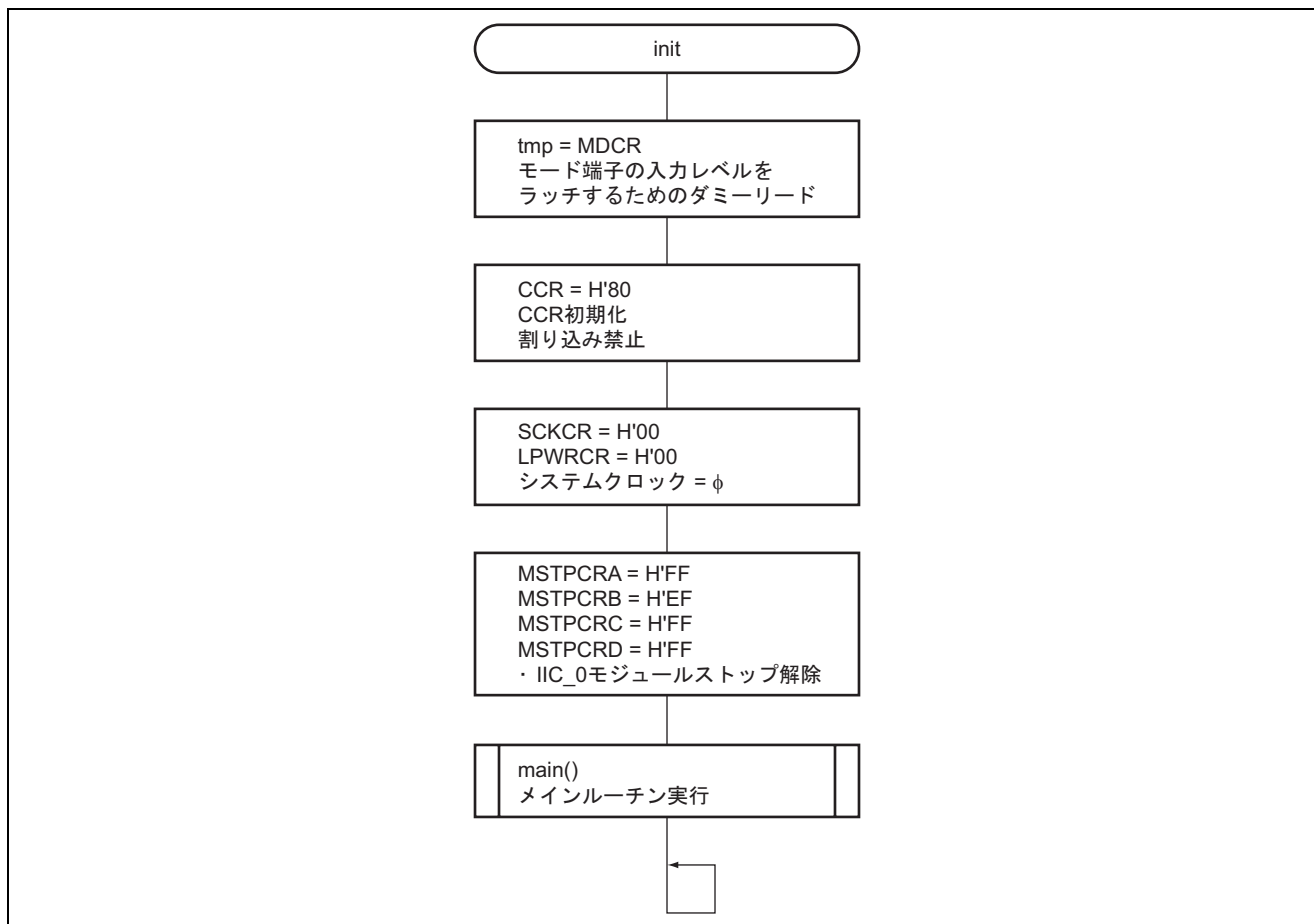 init
tmp = MDCR
モード端子の入力レベルを
ラッチするためのダミーリード
CCR = H'80
CCR初期化
割り込み禁止
SCKCR = H'00
LPWRCR = H'00
システムクロック = ϕ
MSTPCRA = H'FF
MSTPCRB = H'EF
MSTPCRC = H'FF
MSTPCRD = H'FF
・IIC_0モジュールストップ解除
main()
メインルーチン実行